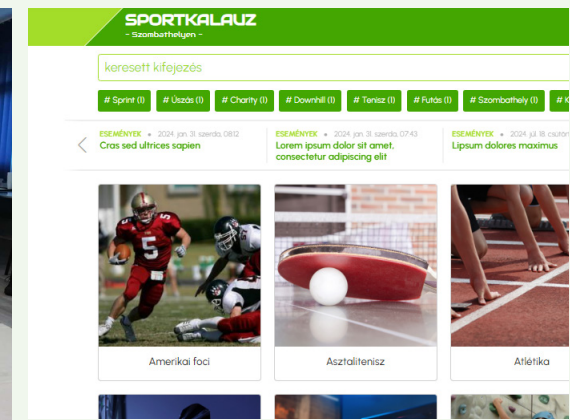 SPORTKALAUZ
- Szombathelyen -
keresett kifejezés
# Sprint (1)
# Úszás (1)
# Charity (1)
# Downhill (1)
# Tenisz (1)
# Futás (1)
# Szombathely (1)
# K
ESEMÉNYEK • 2024. jan. 31. szerda, 08:12
Cras sed ultrices sapien
ESEMÉNYEK • 2024. jan. 31. szerda, 07:43
Lorem ipsum dolor sit amet,
consectetur adipiscing elit
ESEMÉNYEK • 2024. júl. 18. csütört
Lipsum dolores maximus
5
Amerikai foci
Asztalitenisz
Atlétika